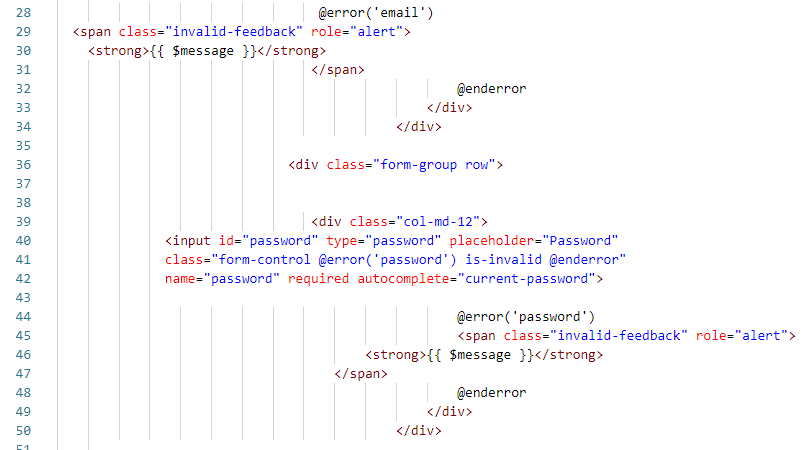 28 @error('email')
29 <span class="invalid-feedback" role="alert">
30 <strong>{{ $message }}</strong>
31 </span>
32 @enderror
33 </div>
34 </div>
35
36 <div class="form-group row">
37
38
39 <div class="col-md-12">
40 <input id="password" type="password" placeholder="Password"
41 class="form-control @error('password') is-invalid @enderror"
42 name="password" required autocomplete="current-password">
43
44 @error('password')
45 <span class="invalid-feedback" role="alert">
46 <strong>{{ $message }}</strong>
47 </span>
48 @enderror
49 </div>
50 </div>
51